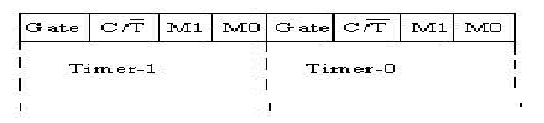 Gate C/T̅ M1 M0 Gate C/T̅ M1 M0
Timer-1 Timer-0